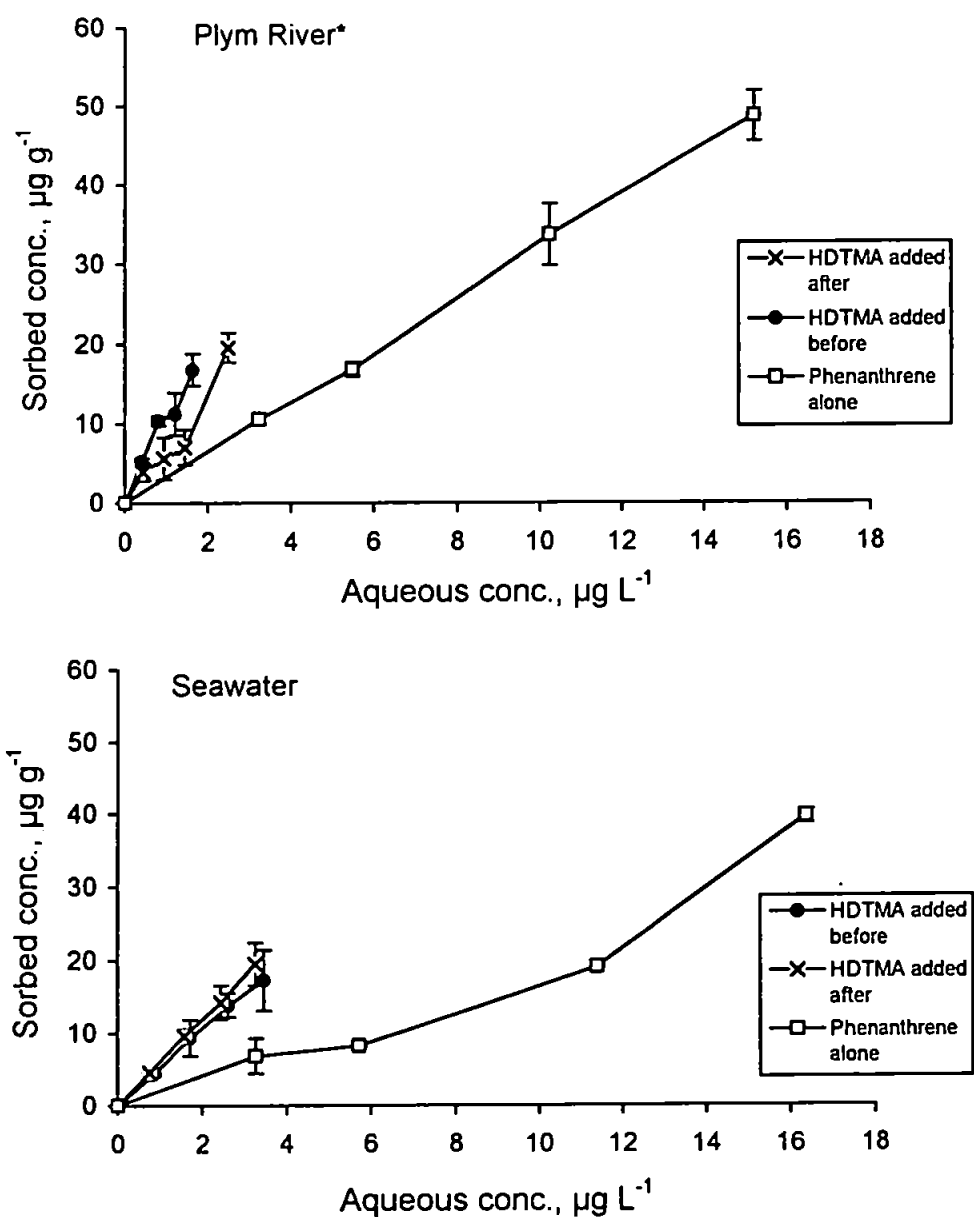 Plym River*
60
50
40
30
20
10
0
Sorbed conc., µg g-1
0 2 4 6 8 10 12 14 16 18
Aqueous conc., µg L-1
HDTMA added
after
HDTMA added
before
Phenanthrene
alone
Seawater
60
50
40
30
20
10
0
Sorbed conc., µg g-1
0 2 4 6 8 10 12 14 16 18
Aqueous conc., µg L-1
HDTMA added
before
HDTMA added
after
Phenanthrene
alone